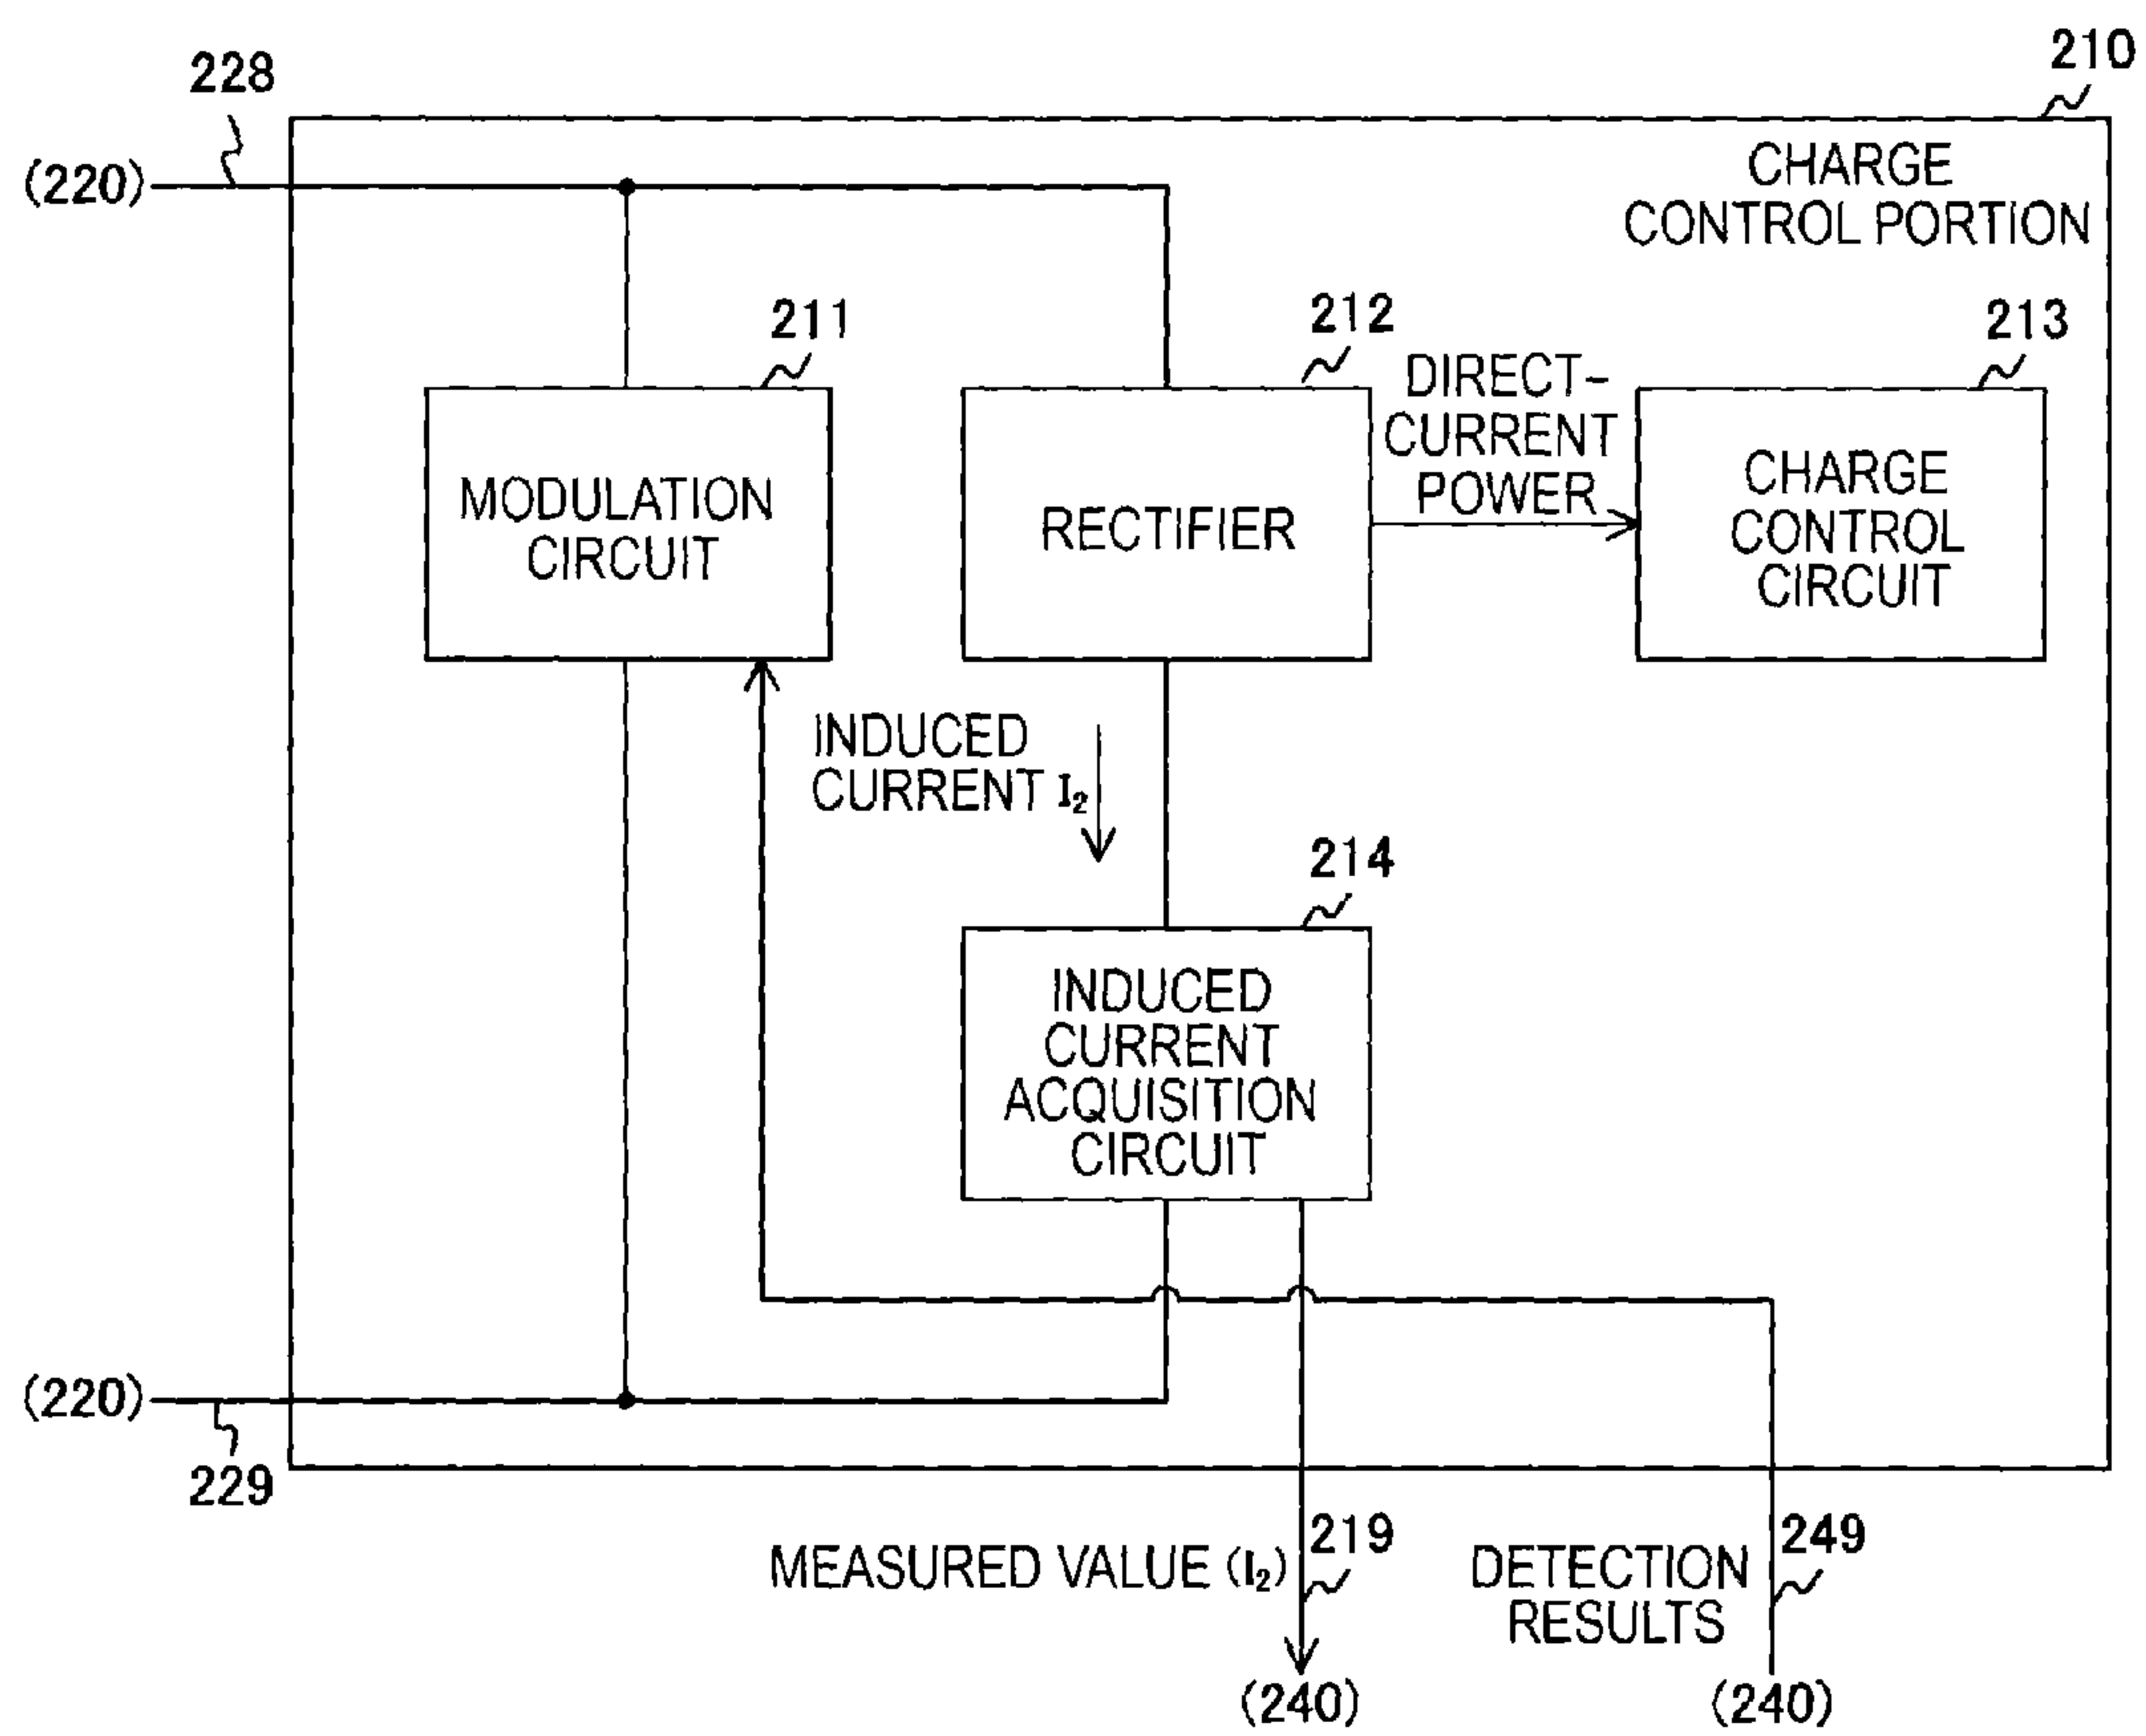 210
228
CHARGE
CONTROL PORTION
(220)
211
212
213
DIRECT-
CURRENT
POWER
MODULATION
CIRCUIT
RECTIFIER
CHARGE
CONTROL
CIRCUIT
INDUCED
CURRENT I₂
214
INDUCED
CURRENT
ACQUISITION
CIRCUIT
(220)
229
219
249
MEASURED VALUE (I₂)
DETECTION
RESULTS
(240)
(240)